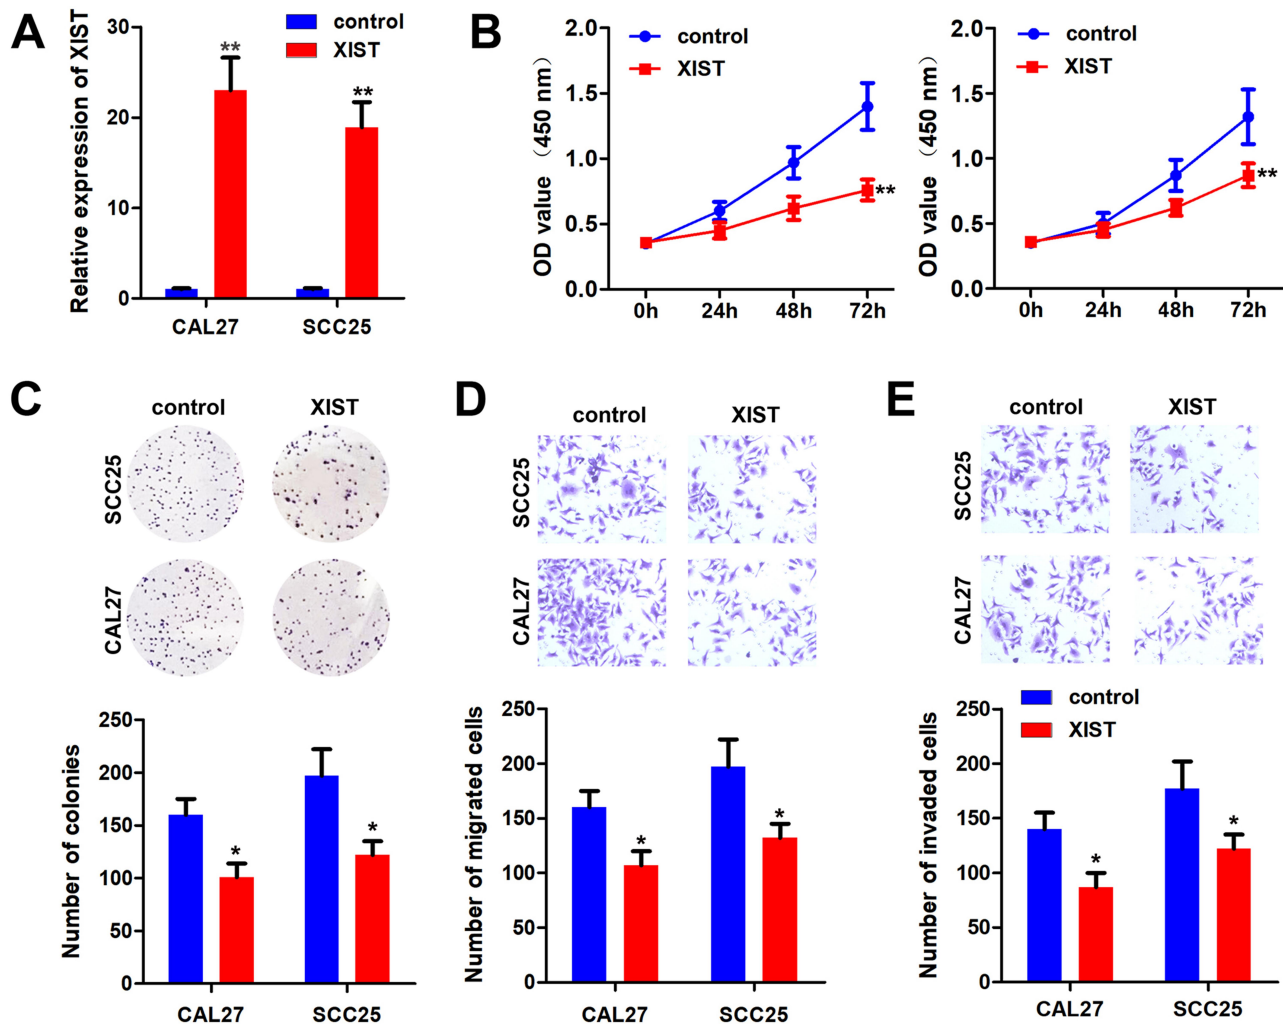 A
Relative expression of XIST
30
20
10
0
control
XIST
**
**
CAL27
SCC25
B
OD value （450 nm）
2.0
1.5
1.0
0.5
0.0
control
XIST
**
0h
24h
48h
72h
OD value （450 nm）
2.0
1.5
1.0
0.5
0.0
control
XIST
**
0h
24h
48h
72h
C
control
XIST
SCC25
CAL27
Number of colonies
250
200
150
100
50
0
*
*
CAL27
SCC25
D
control
XIST
SCC25
CAL27
Number of migrated cells
250
200
150
100
50
0
*
*
CAL27
SCC25
E
control
XIST
SCC25
CAL27
control
XIST
Number of invaded cells
250
200
150
100
50
0
*
*
CAL27
SCC25